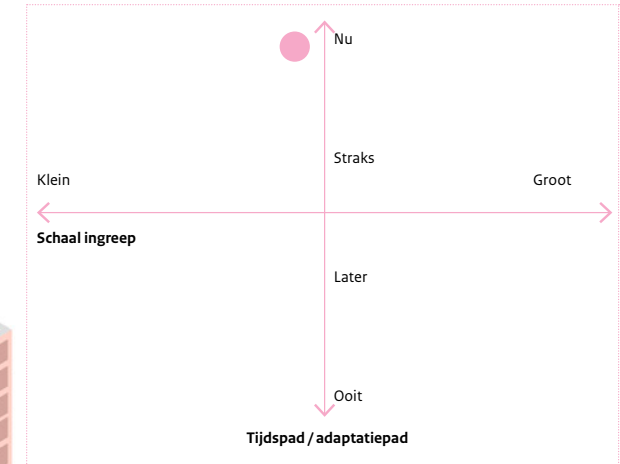 Nu
Straks
Klein
Groot
Schaal ingreep
Later
Ooit
Tijdspad / adaptatiepad